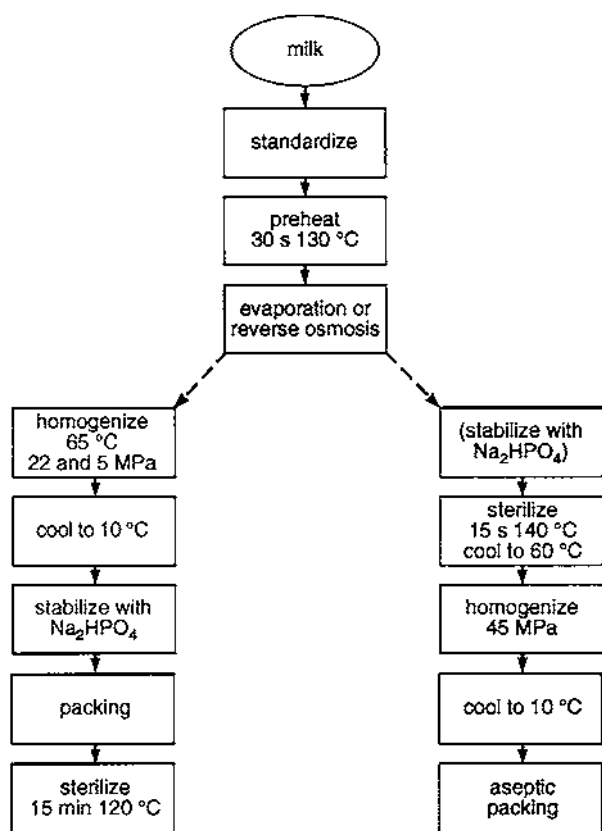 milk
standardize
preheat
30 s 130 °C
evaporation or
reverse osmosis
homogenize
65 °C
22 and 5 MPa
cool to 10 °C
stabilize with
Na₂HPO₄
packing
sterilize
15 min 120 °C
(stabilize with
Na₂HPO₄)
sterilize
15 s 140 °C
cool to 60 °C
homogenize
45 MPa
cool to 10 °C
aseptic
packing